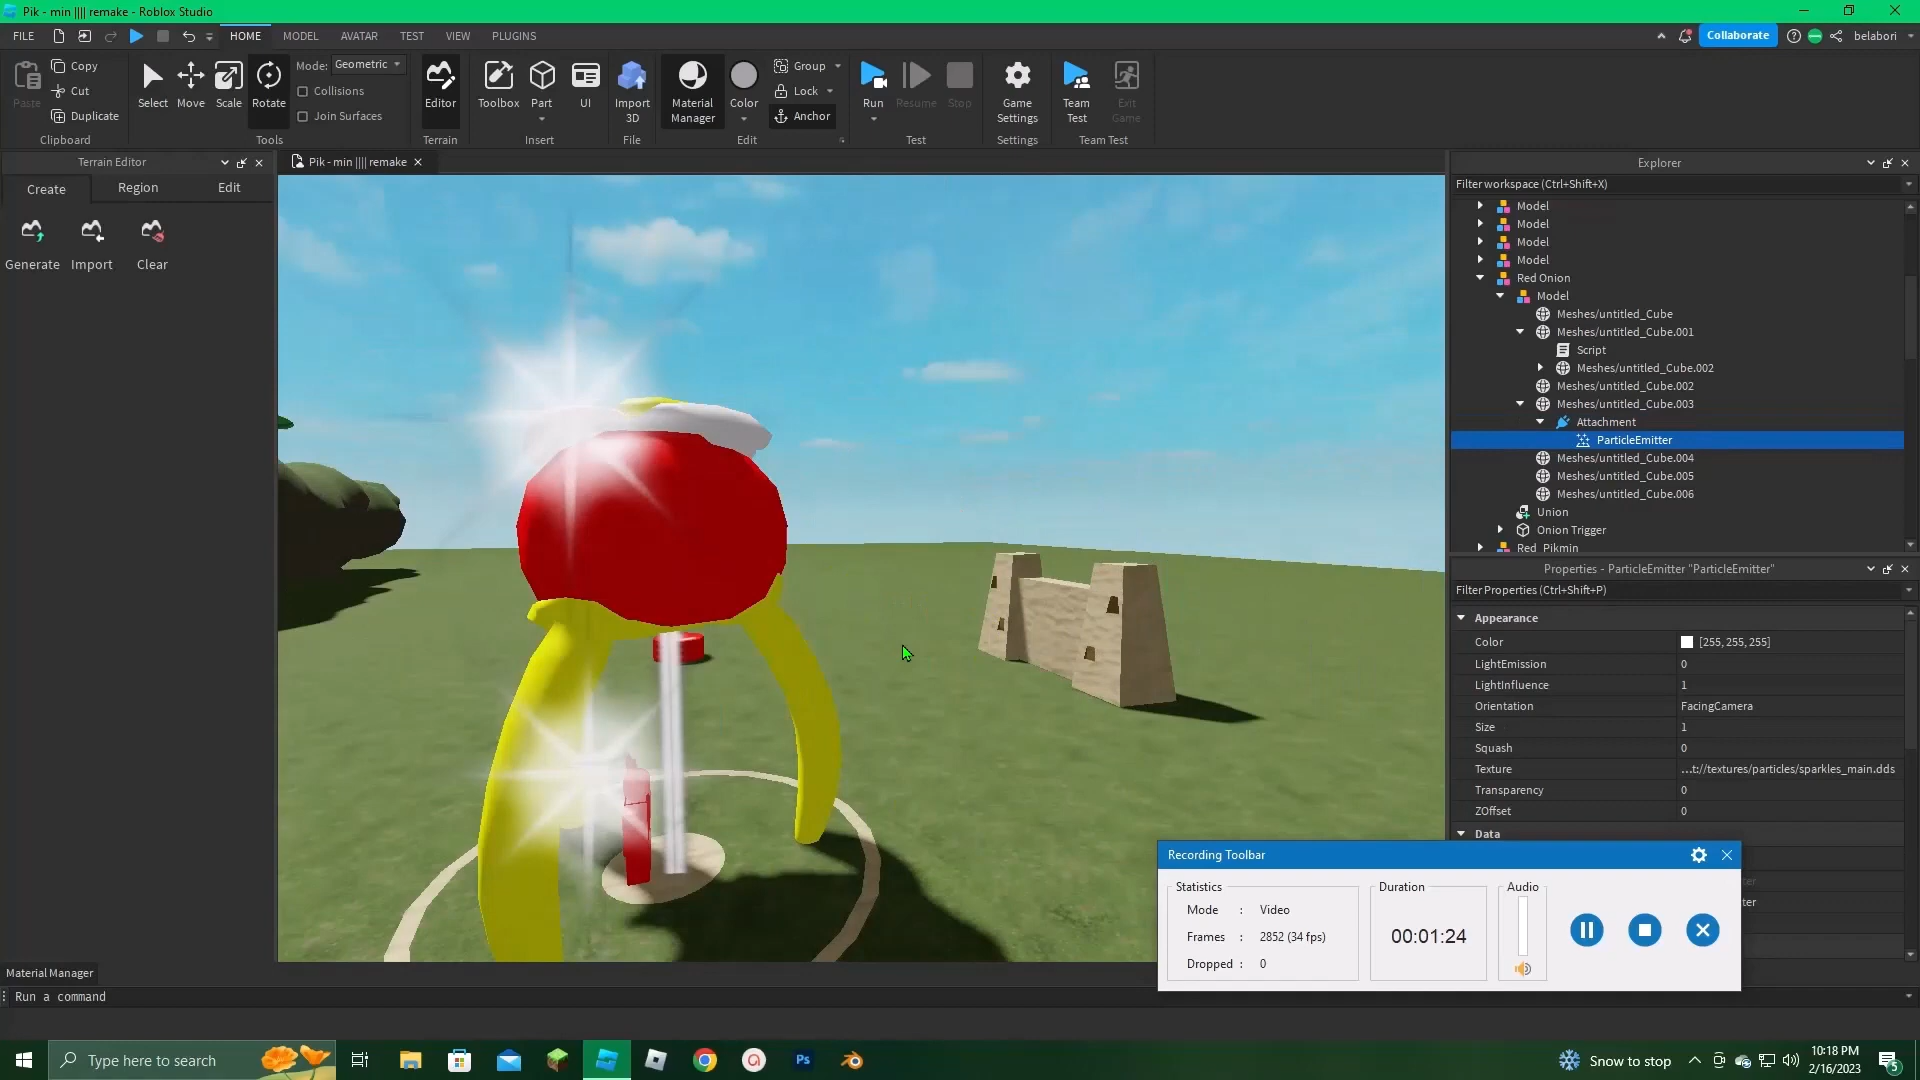 Pik - min |||| remake - Roblox Studio
FILE HOME MODEL AVATAR TEST VIEW PLUGINS Collaborate belabori
Paste Copy Cut Duplicate Clipboard
Select Move Scale Rotate Mode: Geometric Collisions Join Surfaces Tools
Editor Terrain
Toolbox Part UI Insert
Import 3D File
Material Manager Color Group Lock Anchor Edit
Run Resume Stop Test
Game Settings Settings
Team Test Exit Game Team Test
Terrain Editor
Create Region Edit
Generate Import Clear
Pik - min |||| remake
Explorer
Filter workspace (Ctrl+Shift+X)
Model
Model
Model
Model
Red Onion
Model
Meshes/untitled_Cube
Meshes/untitled_Cube.001
Script
Meshes/untitled_Cube.002
Meshes/untitled_Cube.002
Meshes/untitled_Cube.003
Attachment
ParticleEmitter
Meshes/untitled_Cube.004
Meshes/untitled_Cube.005
Meshes/untitled_Cube.006
Union
Onion Trigger
Red_Pikmin
Properties - ParticleEmitter "ParticleEmitter"
Filter Properties (Ctrl+Shift+P)
Appearance
Color [255, 255, 255]
LightEmission 0
LightInfluence 1
Orientation FacingCamera
Size 1
Squash 0
Texture ...t://textures/particles/sparkles_main.dds
Transparency 0
ZOffset 0
Data
Recording Toolbar
Statistics Duration Audio
Mode : Video
Frames : 2852 (34 fps)
Dropped : 0
00:01:24
Material Manager
Run a command
Type here to search
Ps
Snow to stop
10:18 PM
2/16/2023
5